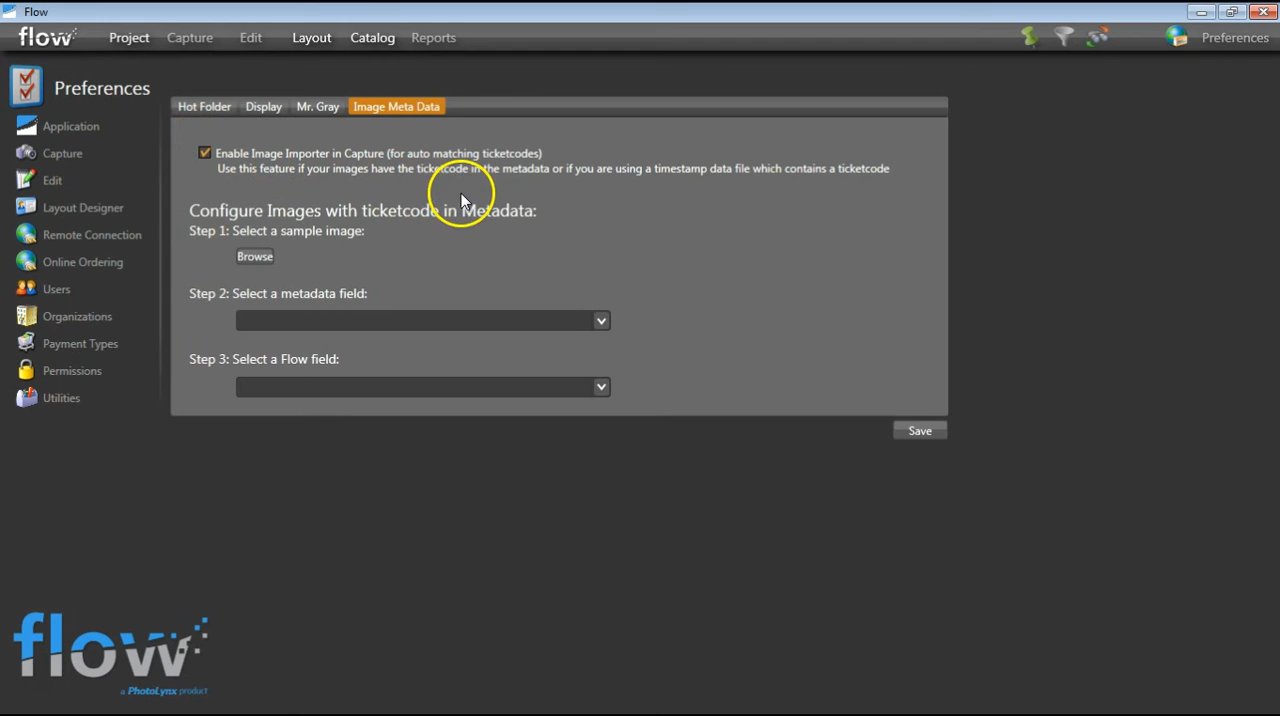 Flow
flow Project Capture Edit Layout Catalog Reports Preferences
Preferences
Hot Folder Display Mr. Gray Image Meta Data
Application
Capture
Edit
Layout Designer
Remote Connection
Online Ordering
Users
Organizations
Payment Types
Permissions
Utilities
Enable Image Importer in Capture (for auto matching ticketcodes)
Use this feature if your images have the ticketcode in the metadata or if you are using a timestamp data file which contains a ticketcode
Configure Images with ticketcode in Metadata:
Step 1: Select a sample image:
Browse
Step 2: Select a metadata field:
Step 3: Select a Flow field:
Save
flow
a PhotoLynx product